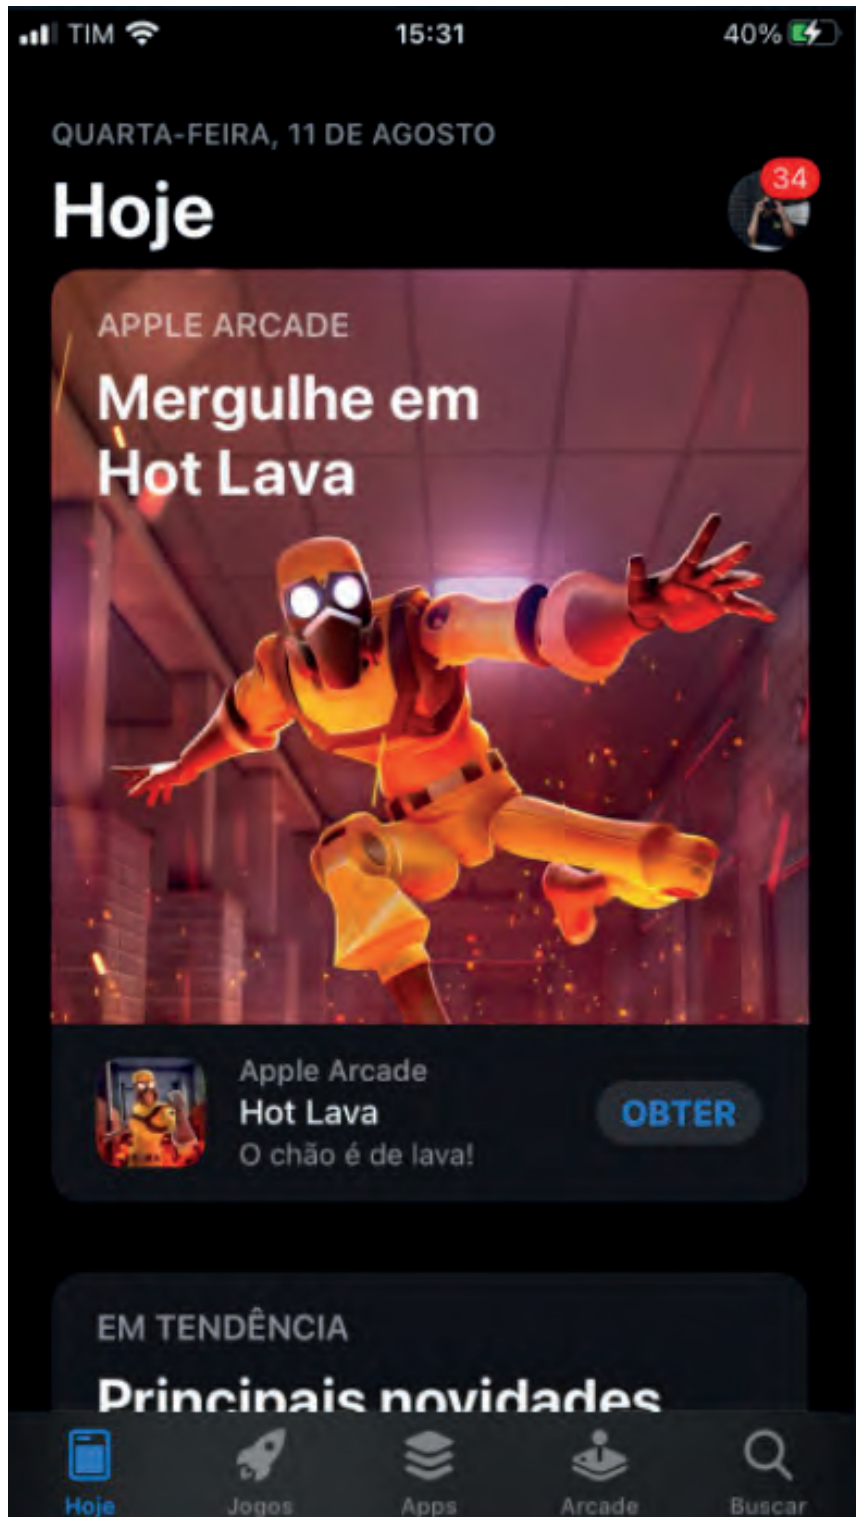 TIM 15:31 40%
QUARTA-FEIRA, 11 DE AGOSTO
Hoje
34
APPLE ARCADE
Mergulhe em
Hot Lava
Apple Arcade
Hot Lava
O chão é de lava!
OBTER
EM TENDÊNCIA
Principais novidades
Hoje Jogos Apps Arcade Buscar